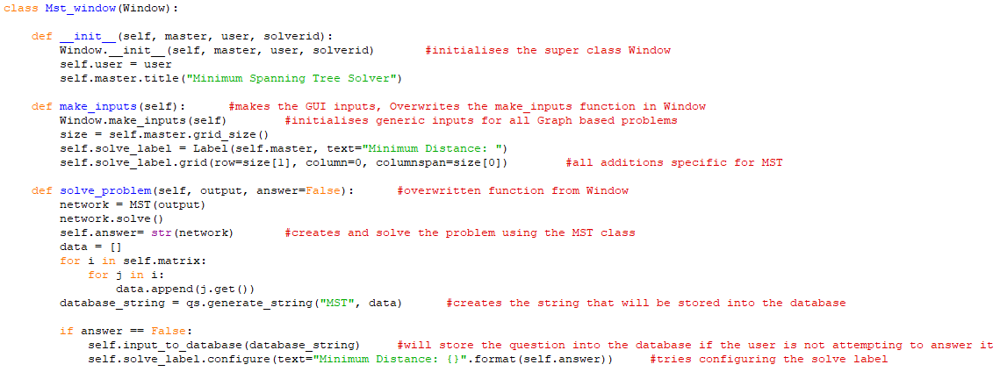 class Mst_window(Window):
    def __init__(self, master, user, solverid):
        Window.__init__(self, master, user, solverid)       #initialises the super class Window
        self.user = user
        self.master.title("Minimum Spanning Tree Solver")
    def make_inputs(self):      #makes the GUI inputs, Overwrites the make_inputs function in Window
        Window.make_inputs(self)        #initialises generic inputs for all Graph based problems
        size = self.master.grid_size()
        self.solve_label = Label(self.master, text="Minimum Distance: ")
        self.solve_label.grid(row=size[1], column=0, columnspan=size[0])        #all additions specific for MST
    def solve_problem(self, output, answer=False):      #overwritten function from Window
        network = MST(output)
        network.solve()
        self.answer= str(network)       #creates and solve the problem using the MST class
        data = []
        for i in self.matrix:
            for j in i:
                data.append(j.get())
        database_string = qs.generate_string("MST", data)      #creates the string that will be stored into the database
        if answer == False:
            self.input_to_database(database_string)     #will store the question into the database if the user is not attempting to answer it
            self.solve_label.configure(text="Minimum Distance: {}".format(self.answer))     #tries configuring the solve label